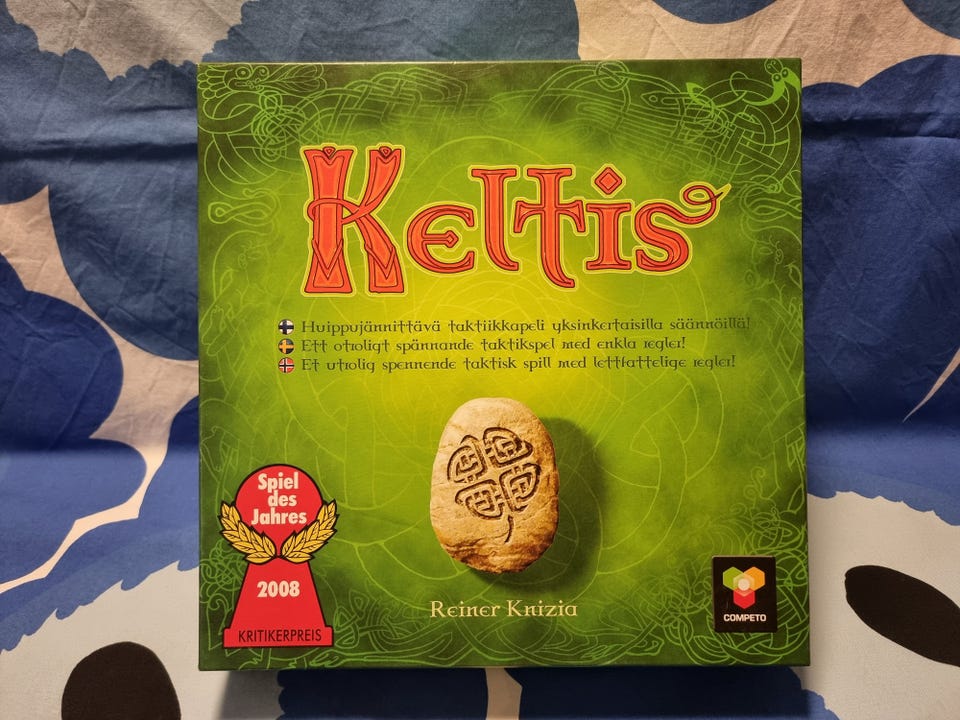 Keltis
Huippujännittävä taktiikkapeli yksinkertaisilla säännöillä!
Ett otroligt spännande taktikspel med enkla regler!
Et utrolig spennende taktisk spill med lettfattelige regler!
Spiel
des
Jahres
2008
KRITIKERPREIS
Reiner Knizia
COMPETO